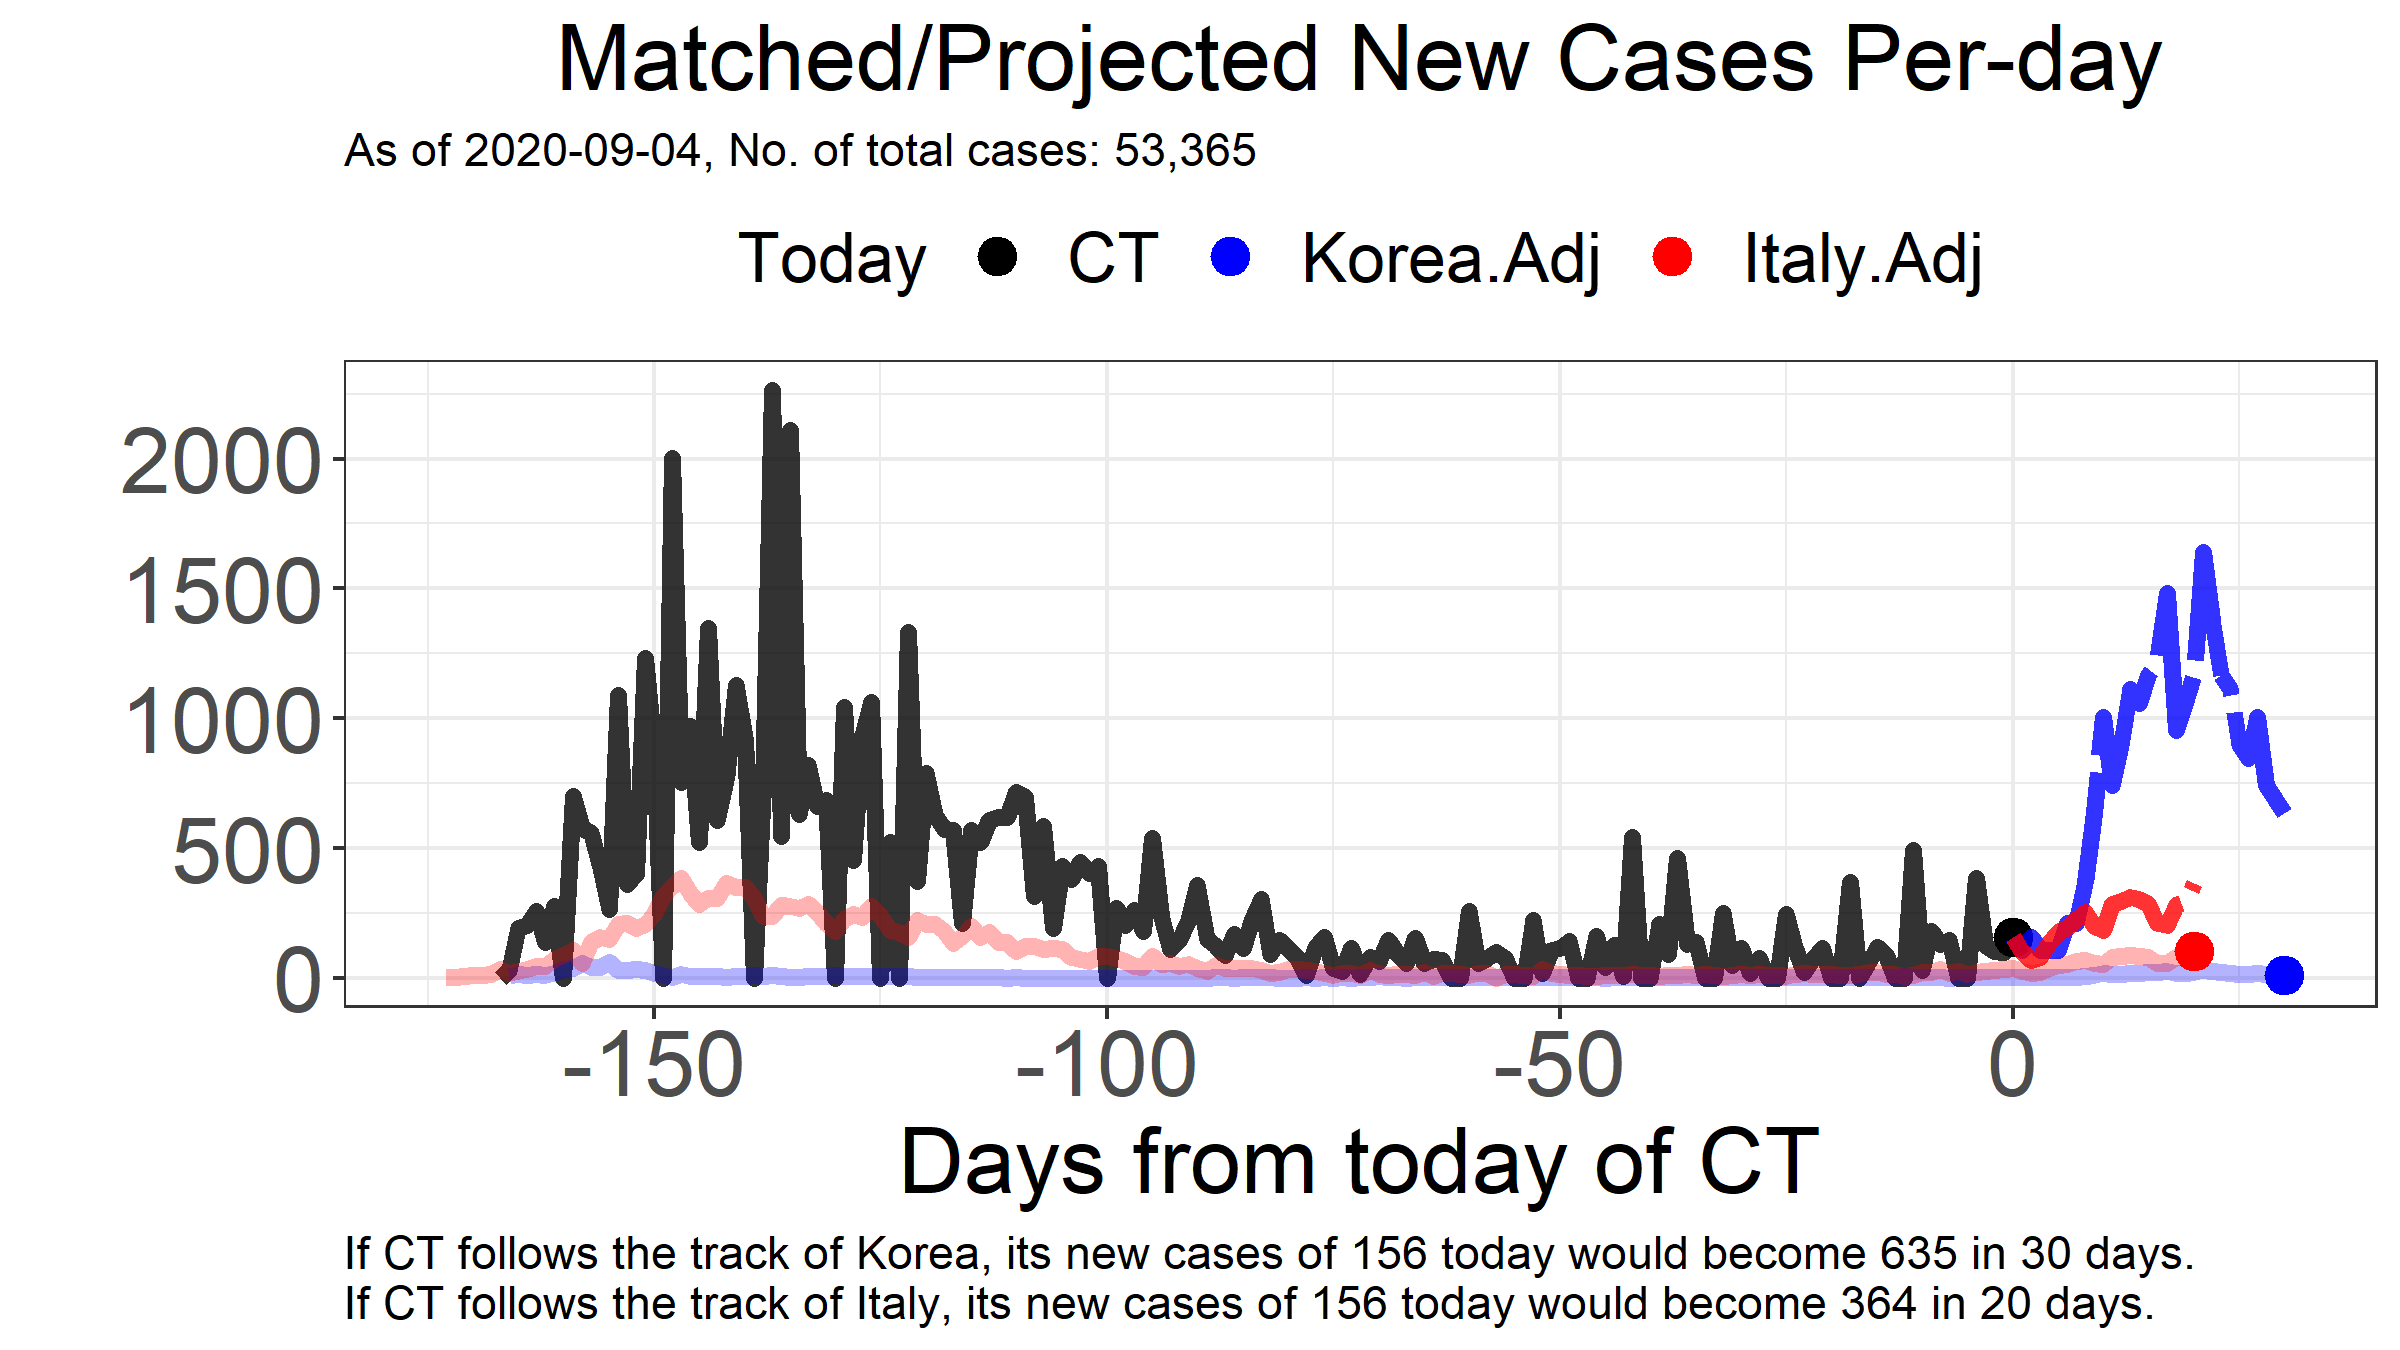 Matched/Projected New Cases Per-day
As of 2020-09-04, No. of total cases: 53,365
Today CT Korea.Adj Italy.Adj
2000
1500
1000
500
0
-150 -100 -50 0
Days from today of CT
If CT follows the track of Korea, its new cases of 156 today would become 635 in 30 days.
If CT follows the track of Italy, its new cases of 156 today would become 364 in 20 days.